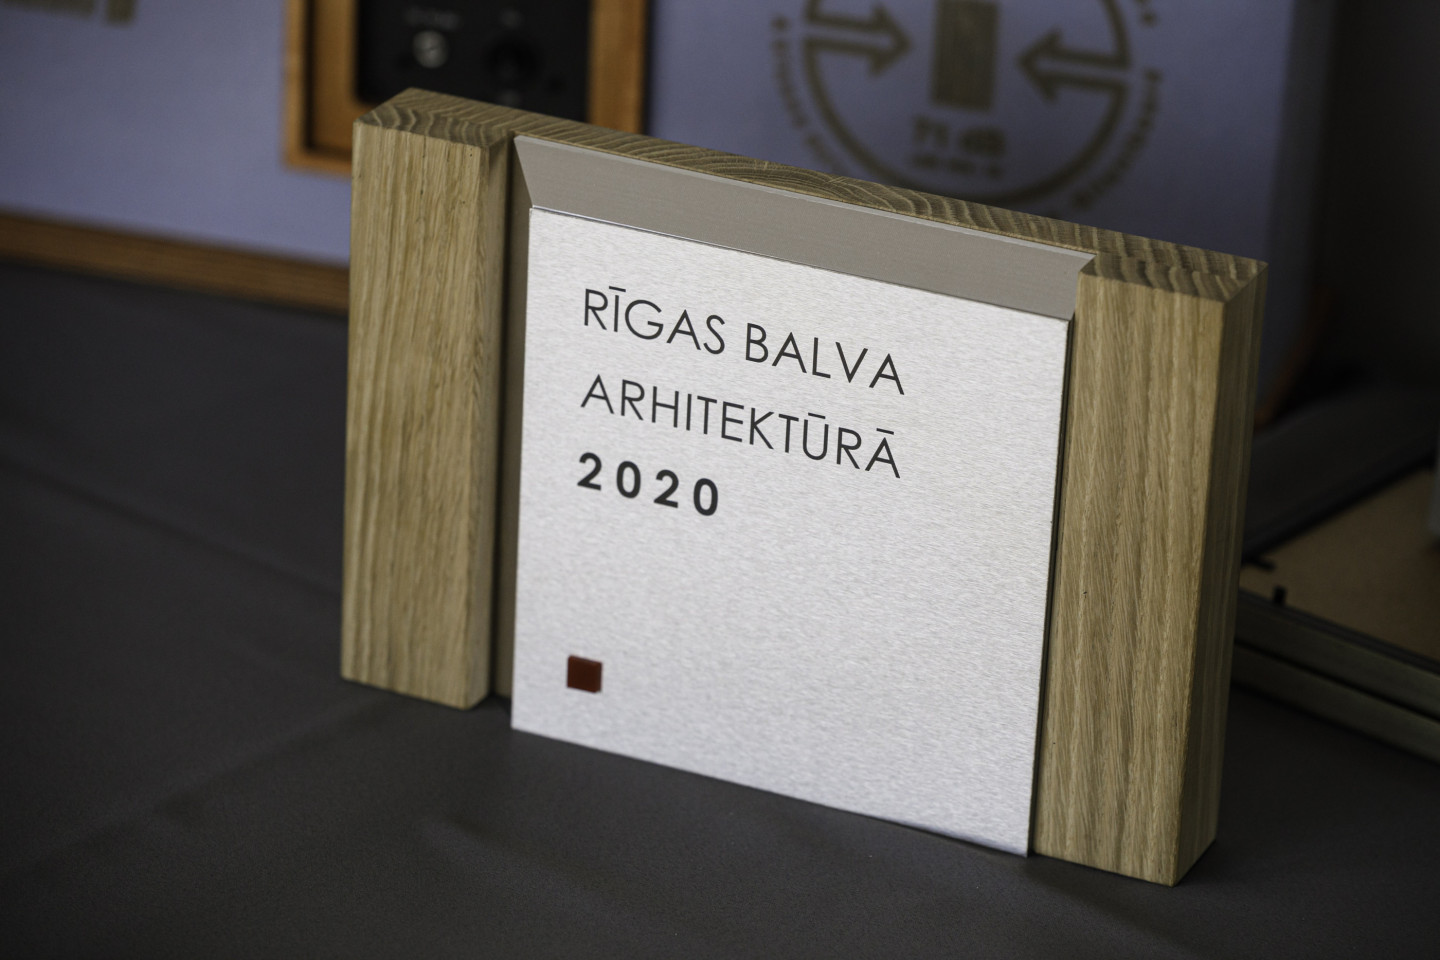 RĪGAS BALVA
ARHITEKTŪRĀ
2020